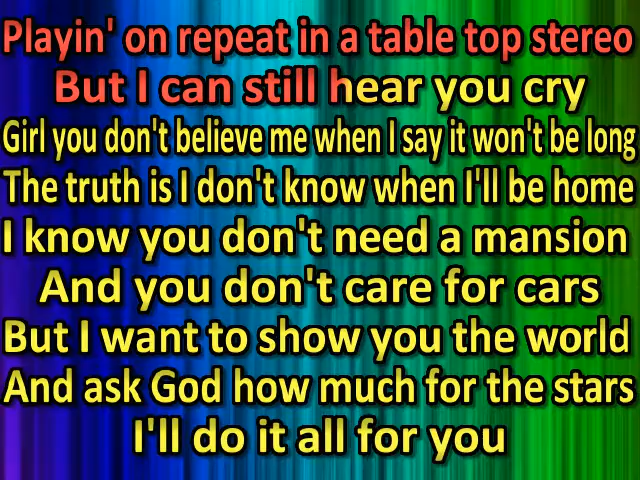 Playin' on repeat in a table top stereo
But I can still hear you cry
Girl you don't believe me when I say it won't be long
The truth is I don't know when I'll be home
I know you don't need a mansion
And you don't care for cars
But I want to show you the world
And ask God how much for the stars
I'll do it all for you